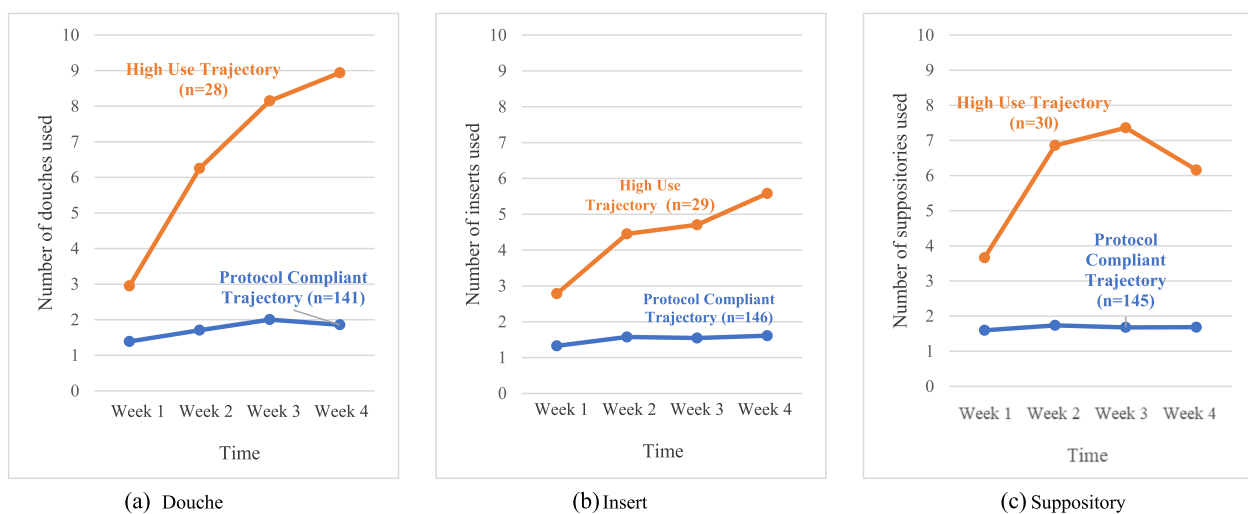 Number of douches used
10
9
8
7
6
5
4
3
2
1
0
High Use Trajectory
(n=28)
Protocol Compliant
Trajectory (n=141)
Week 1 Week 2 Week 3 Week 4
Time
(a) Douche
Number of inserts used
10
9
8
7
6
5
4
3
2
1
0
High Use
Trajectory (n=29)
Protocol Compliant
Trajectory (n=146)
Week 1 Week 2 Week 3 Week 4
Time
(b) Insert
Number of suppositories used
10
9
8
7
6
5
4
3
2
1
0
High Use Trajectory
(n=30)
Protocol
Compliant
Trajectory
(n=145)
Week 1 Week 2 Week 3 Week 4
Time
(c) Suppository